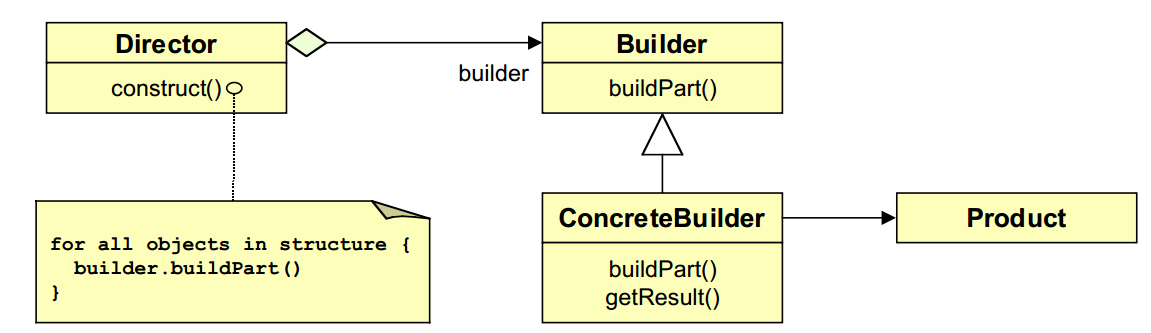 Director
construct()
builder
Builder
buildPart()
for all objects in structure {
  builder.buildPart()
}
ConcreteBuilder
buildPart()
getResult()
Product